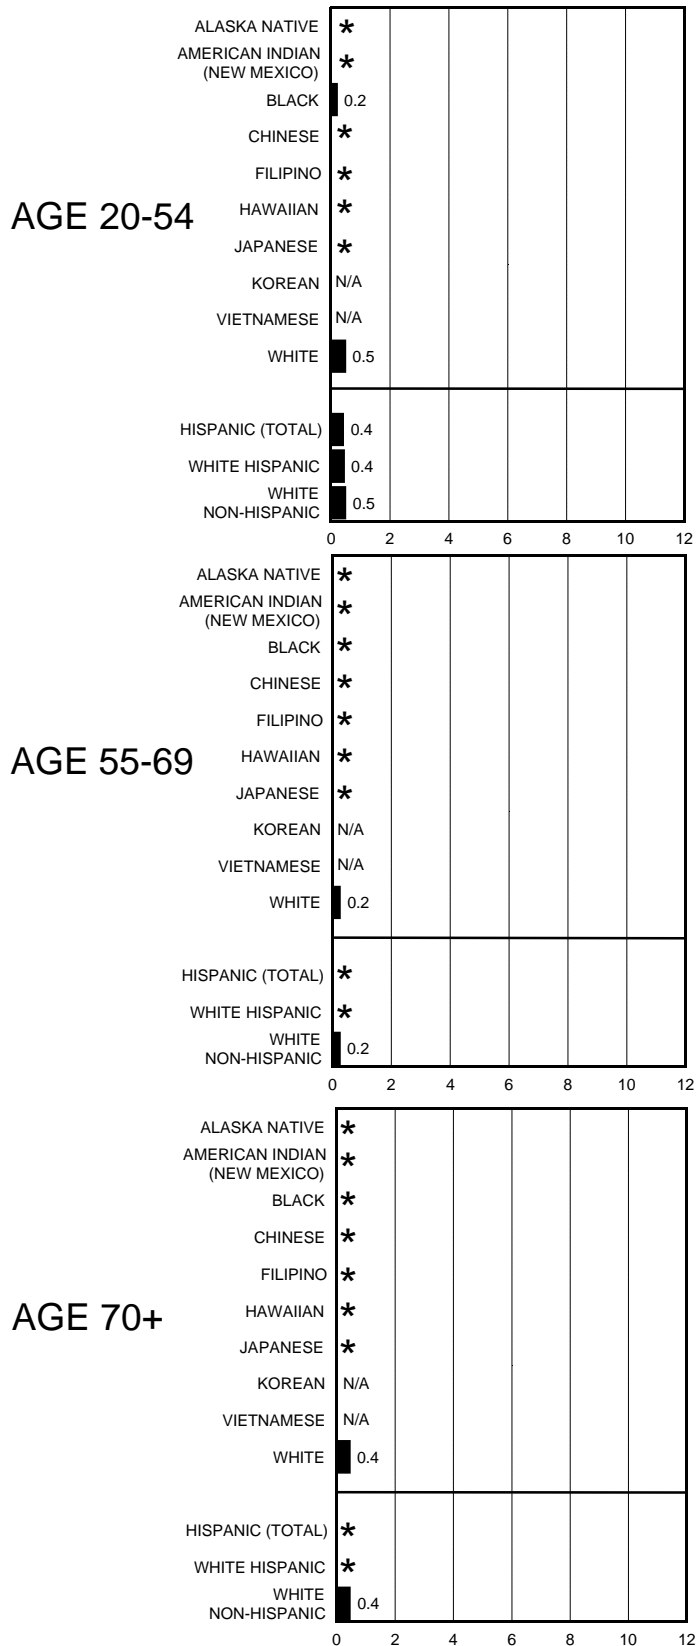 ALASKA NATIVE *
AMERICAN INDIAN
(NEW MEXICO) *
BLACK 0.2
CHINESE *
FILIPINO *
AGE 20-54
HAWAIIAN *
JAPANESE *
KOREAN N/A
VIETNAMESE N/A
WHITE 0.5
HISPANIC (TOTAL) 0.4
WHITE HISPANIC 0.4
WHITE
NON-HISPANIC 0.5
0 2 4 6 8 10 12
ALASKA NATIVE *
AMERICAN INDIAN
(NEW MEXICO) *
BLACK *
CHINESE *
FILIPINO *
AGE 55-69
HAWAIIAN *
JAPANESE *
KOREAN N/A
VIETNAMESE N/A
WHITE 0.2
HISPANIC (TOTAL) *
WHITE HISPANIC *
WHITE
NON-HISPANIC 0.2
0 2 4 6 8 10 12
ALASKA NATIVE *
AMERICAN INDIAN
(NEW MEXICO) *
BLACK *
CHINESE *
FILIPINO *
AGE 70+
HAWAIIAN *
JAPANESE *
KOREAN N/A
VIETNAMESE N/A
WHITE 0.4
HISPANIC (TOTAL) *
WHITE HISPANIC *
WHITE
NON-HISPANIC 0.4
0 2 4 6 8 10 12